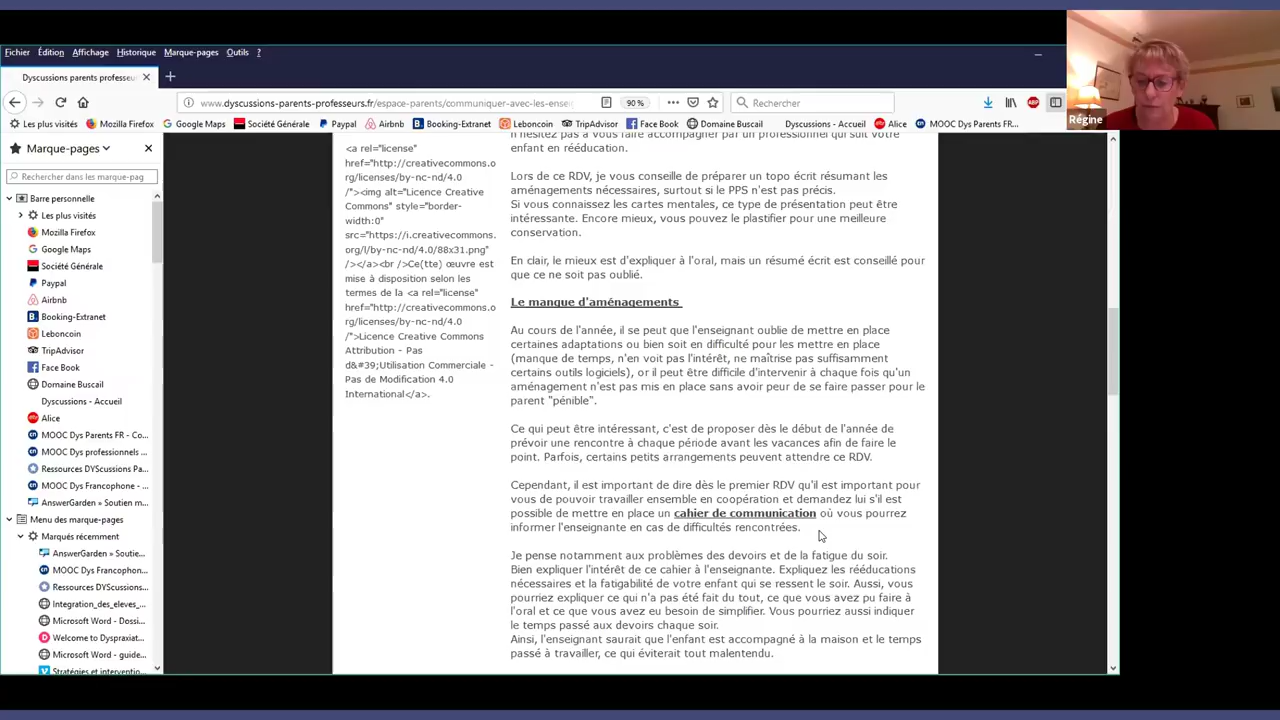 Fichier Édition Affichage Historique Marque-pages Outils ?
Dyscussions parents professeur
www.dyscussions-parents-professeurs.fr/espace-parents/communiquer-avec-les-ense
90 %
Rechercher
Les plus visités Mozilla Firefox Google Maps Société Générale Paypal Airbnb Booking-Extranet Leboncoin TripAdvisor Face Book Domaine Buscail Dyscussions - Accueil Alice MOOC Dys Parents FR...
Régine
Marque-pages
Rechercher dans les marque-pag
Barre personnelle
Les plus visités
Mozilla Firefox
Google Maps
Société Générale
Paypal
Airbnb
Booking-Extranet
Leboncoin
TripAdvisor
Face Book
Domaine Buscail
Dyscussions - Accueil
Alice
MOOC Dys Parents FR - Co...
MOOC Dys professionnels ...
Ressources DYScussions Pa...
MOOC Dys Francophone - ...
AnswerGarden » Soutien m...
Menu des marque-pages
Marqués récemment
AnswerGarden » Soutie...
MOOC Dys Francophon...
Ressources DYScussions...
Integration_des_eleves_...
Microsoft Word - Dossi...
Welcome to Dyspraxiat...
Microsoft Word - guide...
Stratégies et interventio...
<a rel="license"
href="http://creativecommons.o
rg/licenses/by-nc-nd/4.0
/"><img alt="Licence Creative
Commons" style="border-
width:0"
src="https://i.creativecommons.
org/l/by-nc-nd/4.0/88x31.png"
/></a><br />Ce(tte) œuvre est
mise à disposition selon les
termes de la <a rel="license"
href="http://creativecommons.o
rg/licenses/by-nc-nd/4.0
/">Licence Creative Commons
Attribution - Pas
d&#39;Utilisation Commerciale -
Pas de Modification 4.0
International</a>.
n'hésitez pas à vous faire accompagner par un professionnel qui suit votre
enfant en rééducation.
Lors de ce RDV, je vous conseille de préparer un topo écrit résumant les
aménagements nécessaires, surtout si le PPS n'est pas précis.
Si vous connaissez les cartes mentales, ce type de présentation peut être
intéressante. Encore mieux, vous pouvez le plastifier pour une meilleure
conservation.
En clair, le mieux est d'expliquer à l'oral, mais un résumé écrit est conseillé pour
que ce ne soit pas oublié.
Le manque d'aménagements
Au cours de l'année, il se peut que l'enseignant oublie de mettre en place
certaines adaptations ou bien soit en difficulté pour les mettre en place
(manque de temps, n'en voit pas l'intérêt, ne maîtrise pas suffisamment
certains outils logiciels), or il peut être difficile d'intervenir à chaque fois qu'un
aménagement n'est pas mis en place sans avoir peur de se faire passer pour le
parent "pénible".
Ce qui peut être intéressant, c'est de proposer dès le début de l'année de
prévoir une rencontre à chaque période avant les vacances afin de faire le
point. Parfois, certains petits arrangements peuvent attendre ce RDV.
Cependant, il est important de dire dès le premier RDV qu'il est important pour
vous de pouvoir travailler ensemble en coopération et demandez lui s'il est
possible de mettre en place un cahier de communication où vous pourrez
informer l'enseignante en cas de difficultés rencontrées.
Je pense notamment aux problèmes des devoirs et de la fatigue du soir.
Bien expliquer l'intérêt de ce cahier à l'enseignante. Expliquez les rééducations
nécessaires et la fatigabilité de votre enfant qui se ressent le soir. Aussi, vous
pourriez expliquer ce qui n'a pas été fait du tout, ce que vous avez pu faire à
l'oral et ce que vous avez eu besoin de simplifier. Vous pourriez aussi indiquer
le temps passé aux devoirs chaque soir.
Ainsi, l'enseignant saurait que l'enfant est accompagné à la maison et le temps
passé à travailler, ce qui éviterait tout malentendu.